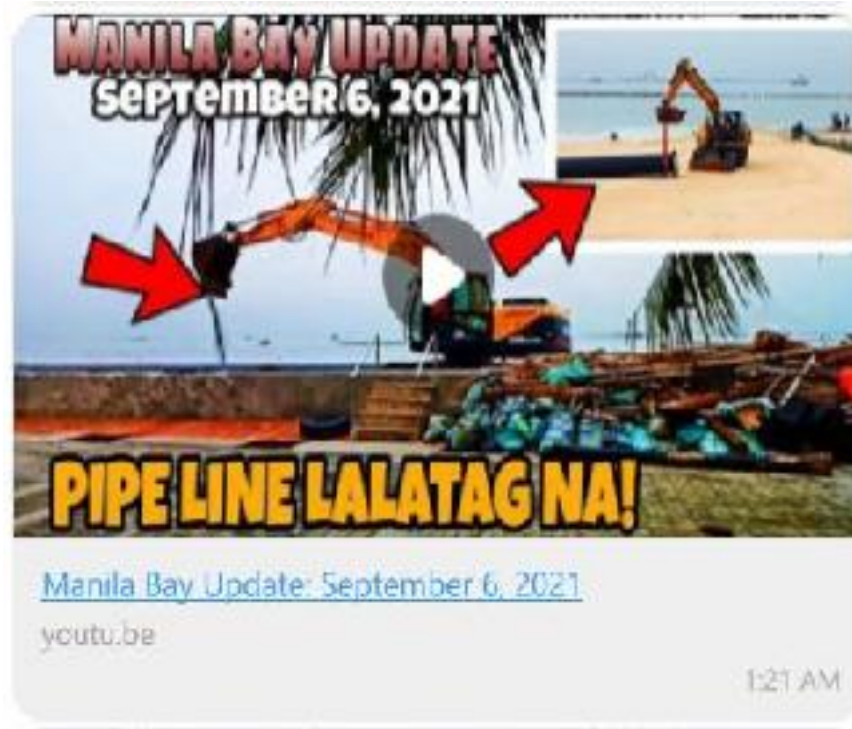 MANILA BAY UPDATE
SEPTEMBER 6, 2021
PIPE LINE LALATAG NA!
Manila Bay Update: September 6, 2021
youtu.be
1:21 AM